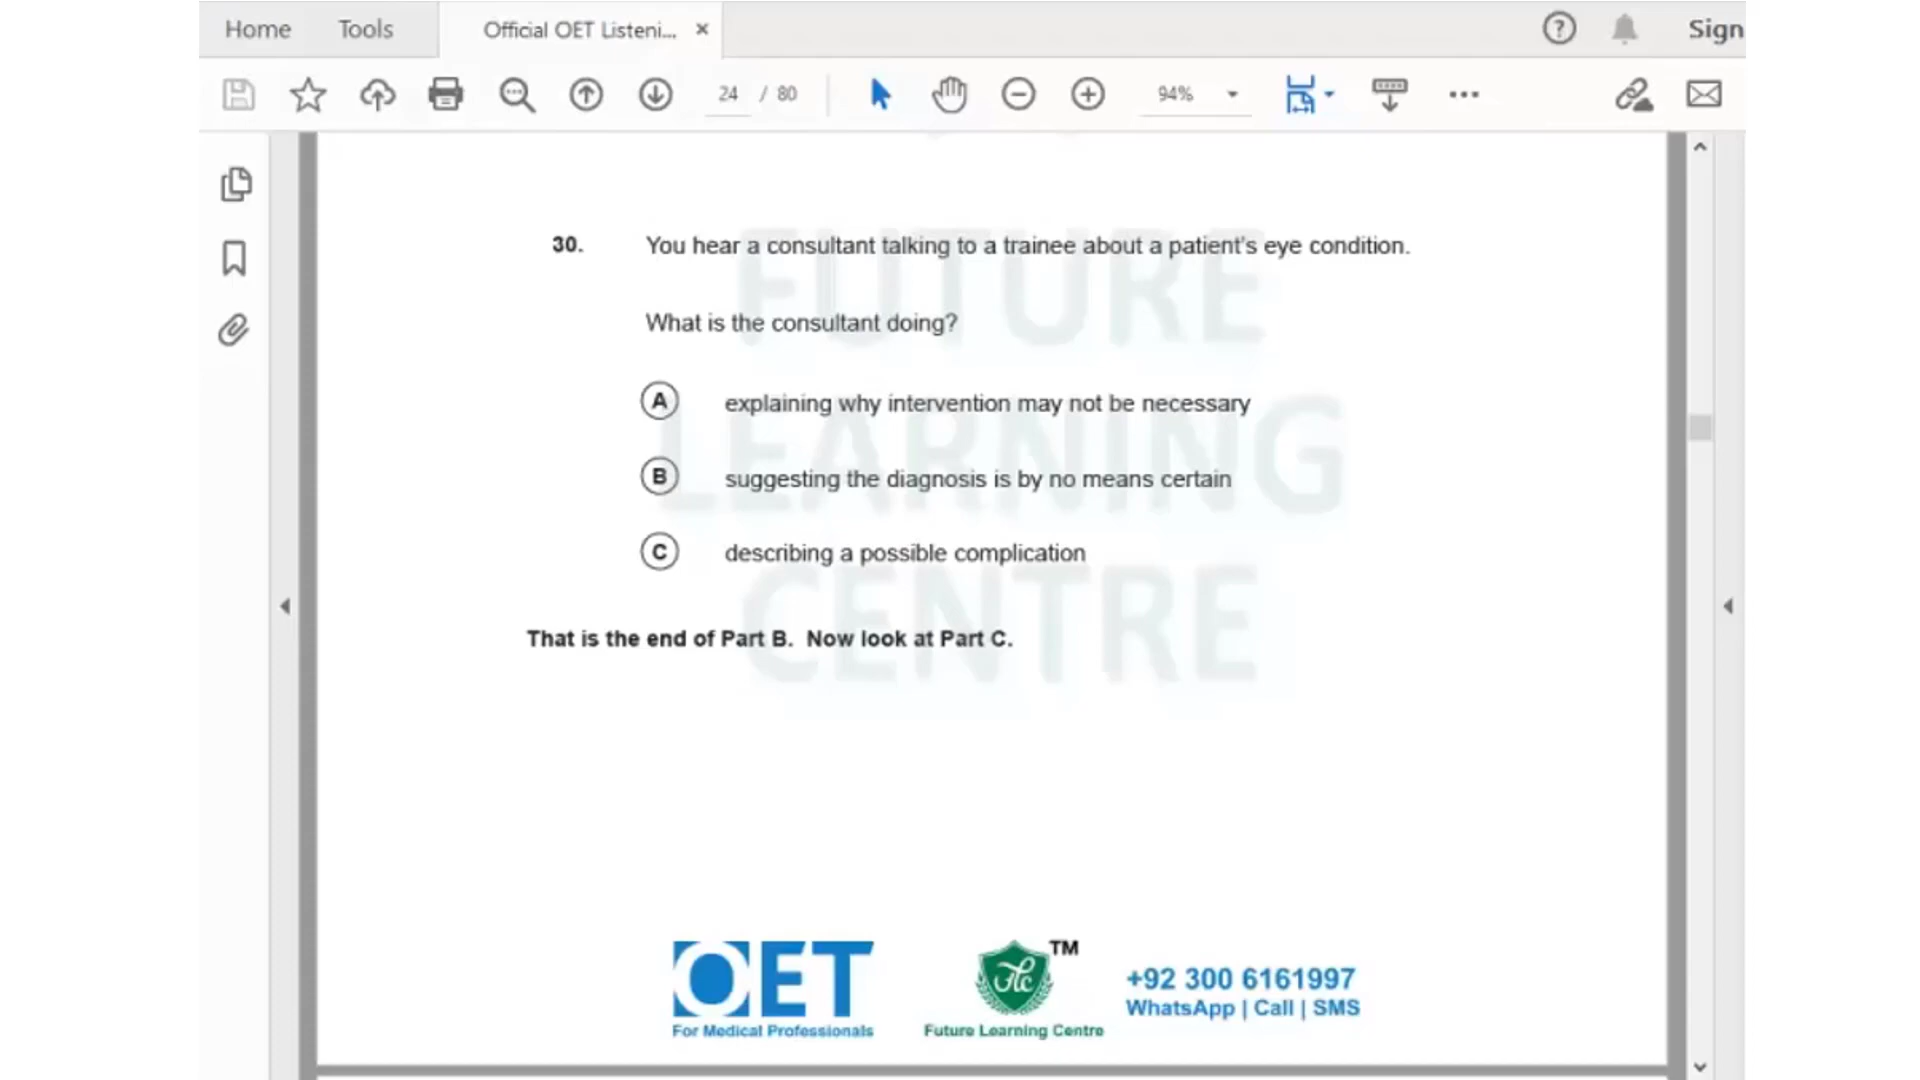 Home Tools Official OET Listeni... × Sign
24 / 80 94%
30. You hear a consultant talking to a trainee about a patient's eye condition.
What is the consultant doing?
A explaining why intervention may not be necessary
B suggesting the diagnosis is by no means certain
C describing a possible complication
That is the end of Part B. Now look at Part C.
FUTURE
LEARNING
CENTRE
OET
For Medical Professionals
TM
Future Learning Centre
+92 300 6161997
WhatsApp | Call | SMS